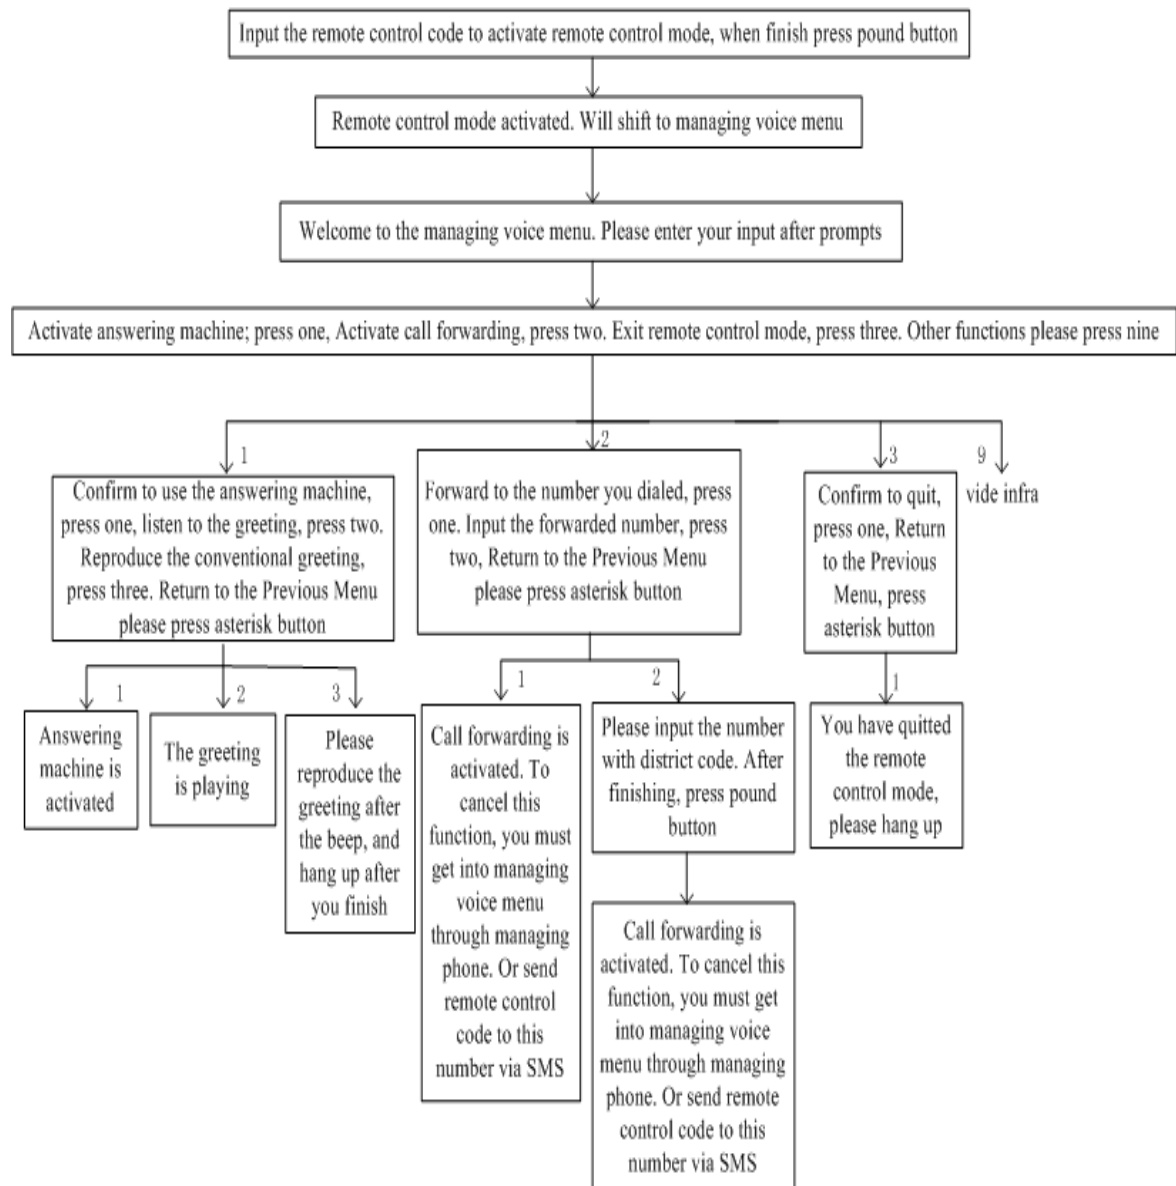 Input the remote control code to activate remote control mode, when finish press pound button
Remote control mode activated. Will shift to managing voice menu
Welcome to the managing voice menu. Please enter your input after prompts
Activate answering machine; press one, Activate call forwarding, press two. Exit remote control mode, press three. Other functions please press nine
1
2
3
9
Confirm to use the answering machine,
press one, listen to the greeting, press two.
Reproduce the conventional greeting,
press three. Return to the Previous Menu
please press asterisk button
Forward to the number you dialed, press
one. Input the forwarded number, press
two, Return to the Previous Menu
please press asterisk button
Confirm to quit,
press one, Return
to the Previous
Menu, press
asterisk button
vide infra
1
2
3
1
2
1
Answering
machine is
activated
The greeting
is playing
Please
reproduce the
greeting after
the beep, and
hang up after
you finish
Call forwarding is
activated. To
cancel this
function, you must
get into managing
voice menu
through managing
phone. Or send
remote control
code to this
number via SMS
Please input the number
with district code. After
finishing, press pound
button
You have quitted
the remote
control mode,
please hang up
Call forwarding is
activated. To cancel this
function, you must get
into managing voice
menu through managing
phone. Or send remote
control code to this
number via SMS